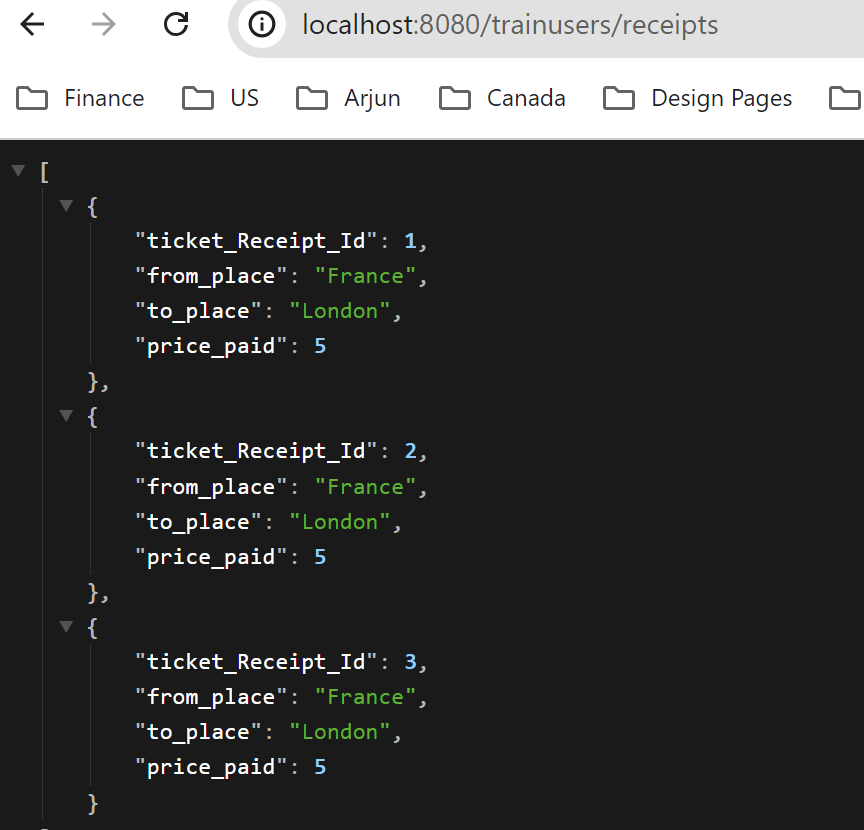 localhost:8080/trainusers/receipts
Finance US Arjun Canada Design Pages
[
{
"ticket_Receipt_Id": 1,
"from_place": "France",
"to_place": "London",
"price_paid": 5
},
{
"ticket_Receipt_Id": 2,
"from_place": "France",
"to_place": "London",
"price_paid": 5
},
{
"ticket_Receipt_Id": 3,
"from_place": "France",
"to_place": "London",
"price_paid": 5
}